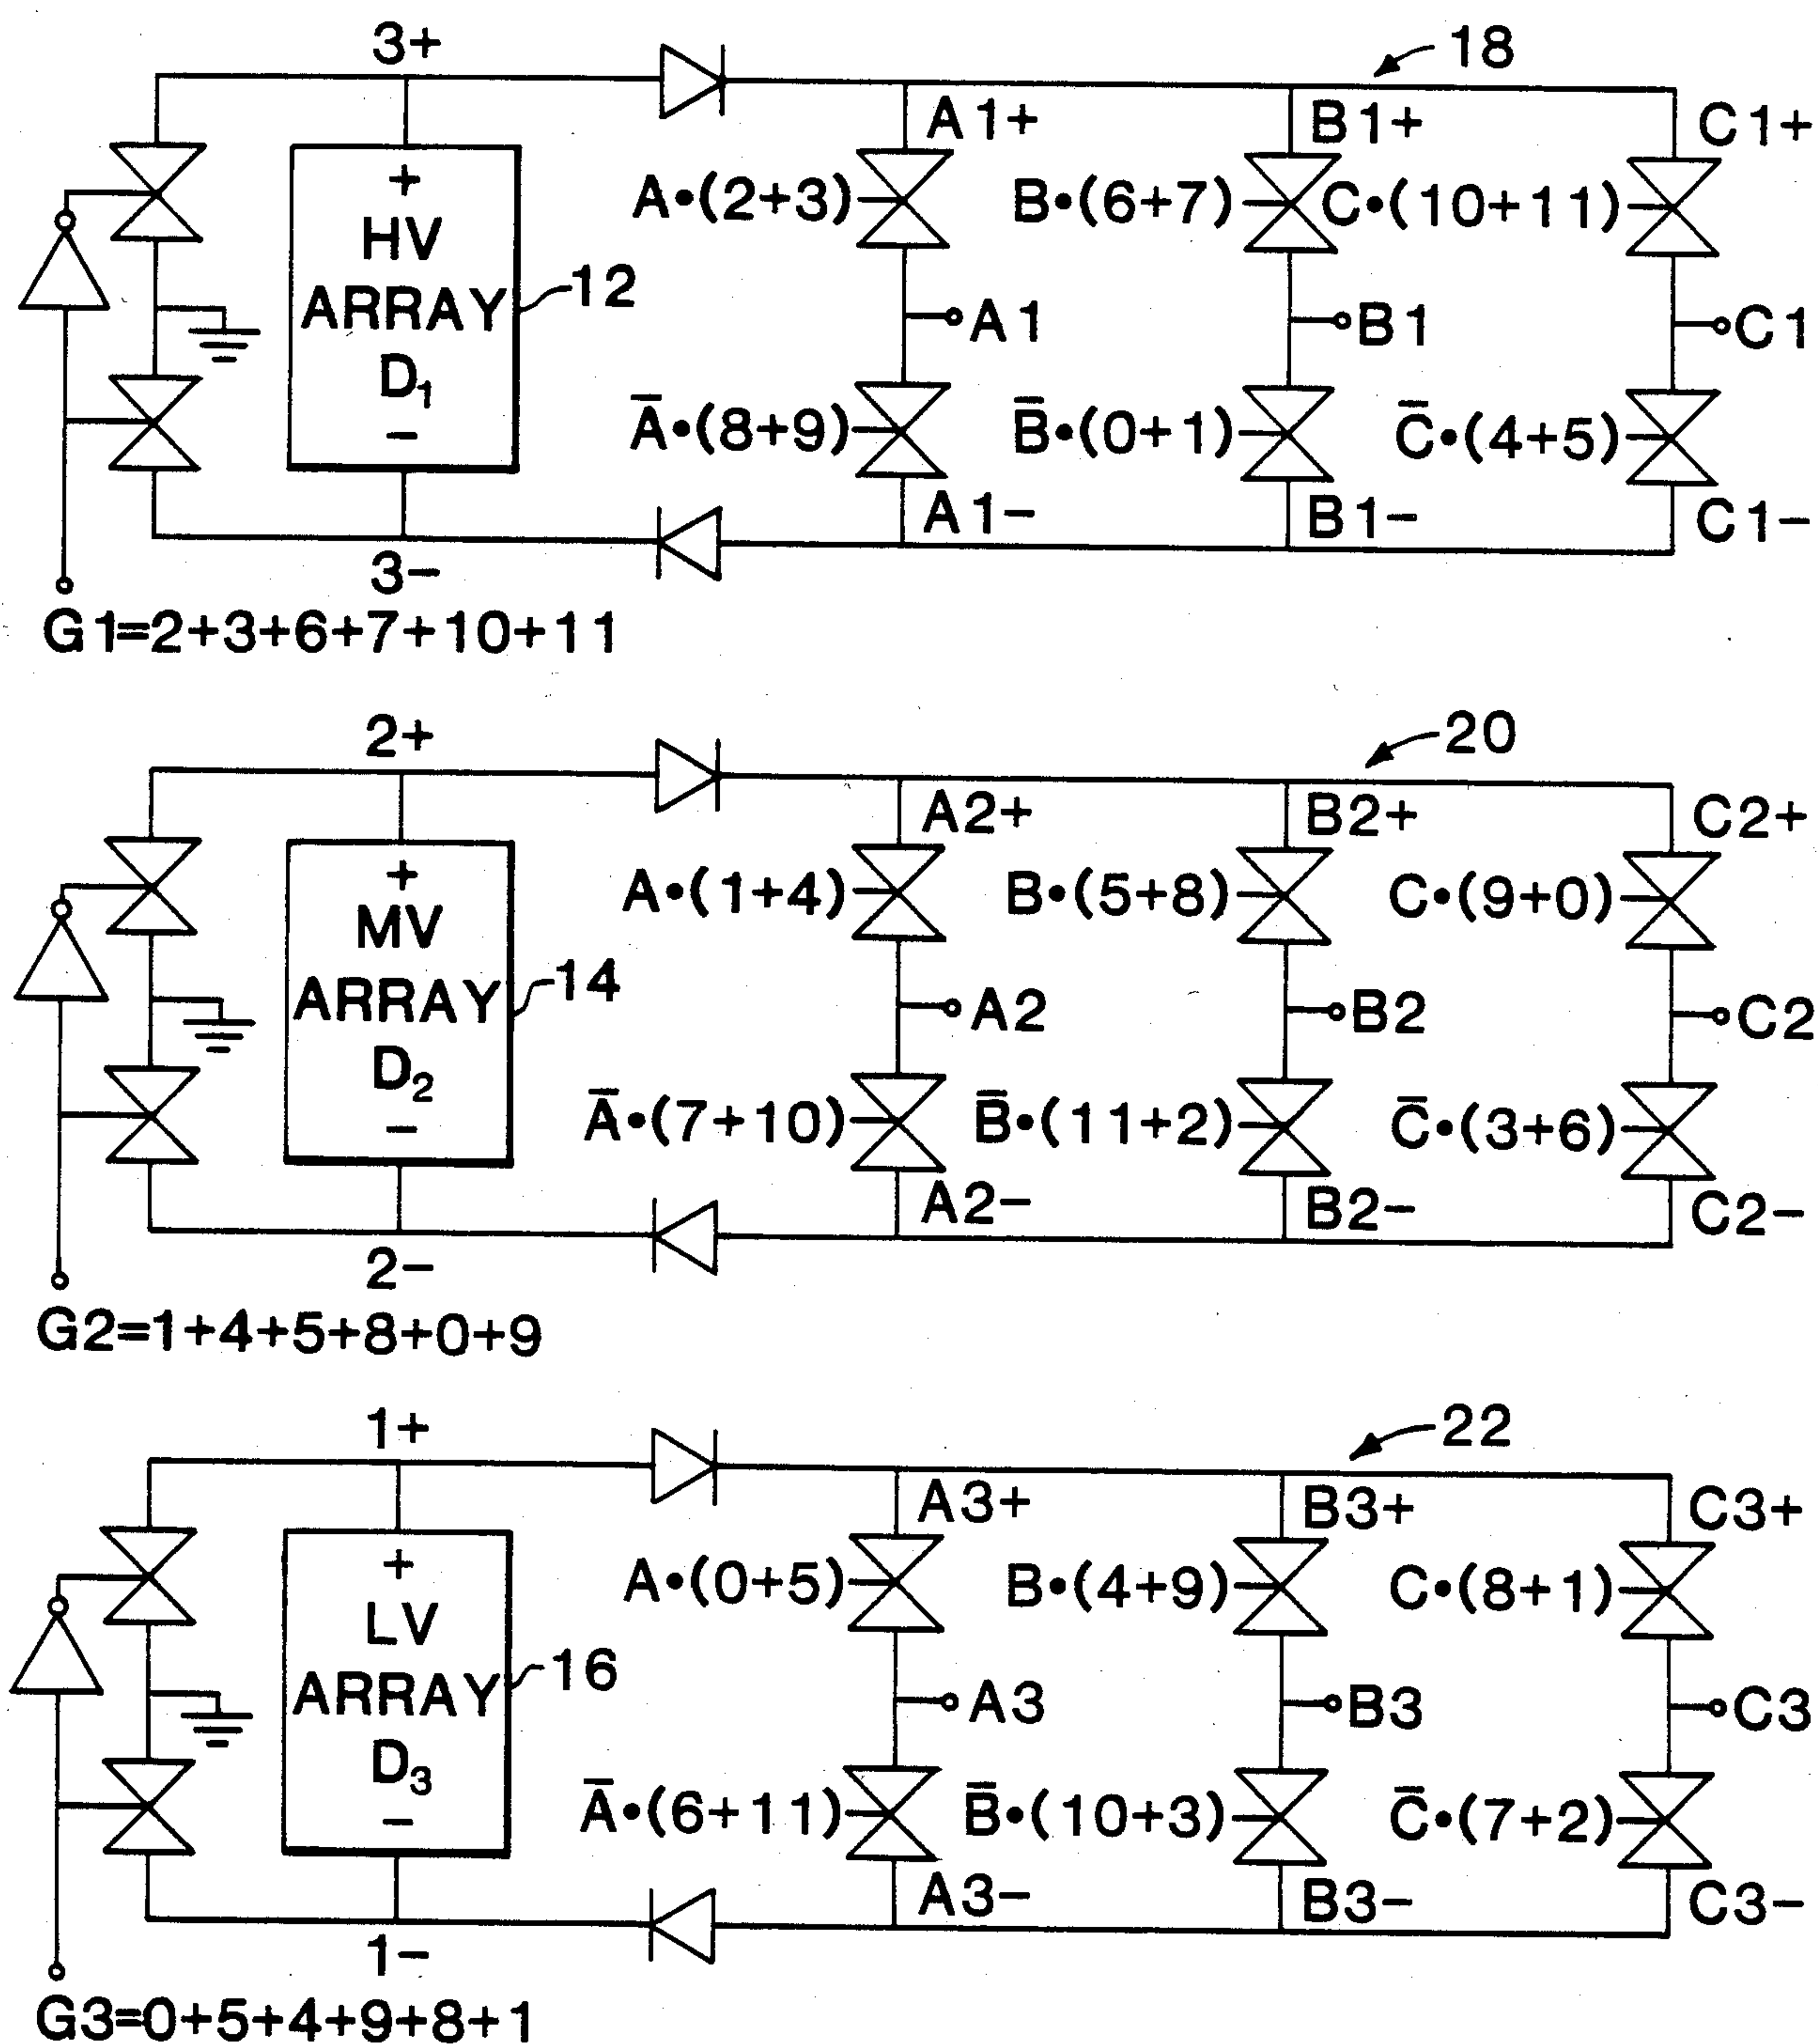 3+
18
A1+
B1+
C1+
A•(2+3)
B•(6+7)
C•(10+11)
+
HV
ARRAY
D₁
−
12
A1
B1
C1
A̅•(8+9)
B̅•(0+1)
C̅•(4+5)
A1−
B1−
C1−
3−
G1=2+3+6+7+10+11
2+
20
A2+
B2+
C2+
A•(1+4)
B•(5+8)
C•(9+0)
+
MV
ARRAY
D₂
−
14
A2
B2
C2
A̅•(7+10)
B̅•(11+2)
C̅•(3+6)
A2−
B2−
C2−
2−
G2=1+4+5+8+0+9
1+
22
A3+
B3+
C3+
A•(0+5)
B•(4+9)
C•(8+1)
+
LV
ARRAY
D₃
−
16
A3
B3
C3
A̅•(6+11)
B̅•(10+3)
C̅•(7+2)
A3−
B3−
C3−
1−
G3=0+5+4+9+8+1